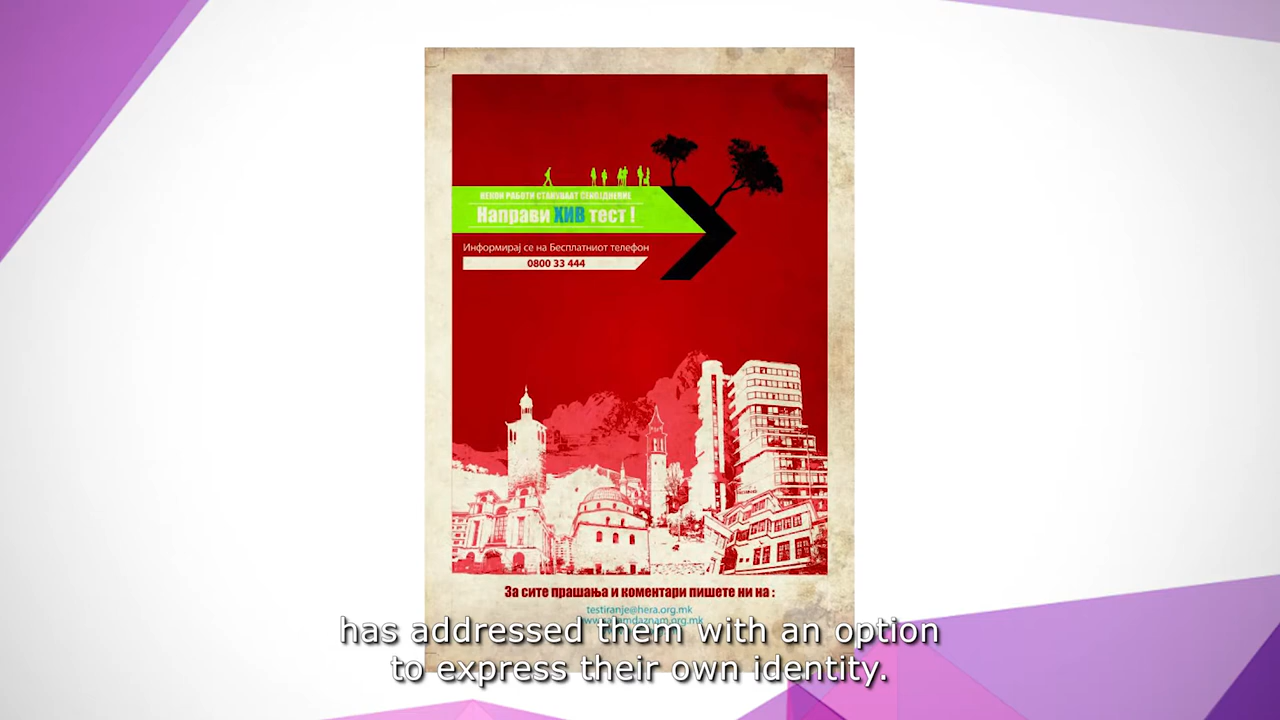 НЕКОИ РАБОТИ СТАНУВААТ СЕКОЈДНЕВИЕ
Направи ХИВ тест !
Информирај се на Бесплатниот телефон
0800 33 444
За сите прашања и коментари пишете ни на :
testiranje@hera.org.mk
has addressed them with an option
to express their own identity.